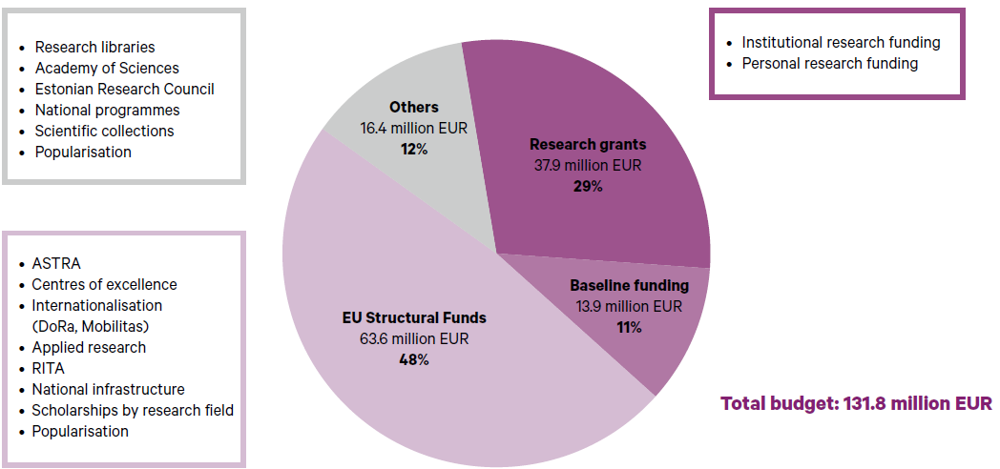 • Research libraries
• Academy of Sciences
• Estonian Research Council
• National programmes
• Scientific collections
• Popularisation
• Institutional research funding
• Personal research funding
Others
16.4 million EUR
12%
Research grants
37.9 million EUR
29%
Baseline funding
13.9 million EUR
11%
EU Structural Funds
63.6 million EUR
48%
• ASTRA
• Centres of excellence
• Internationalisation
(DoRa, Mobilitas)
• Applied research
• RITA
• National infrastructure
• Scholarships by research field
• Popularisation
Total budget: 131.8 million EUR